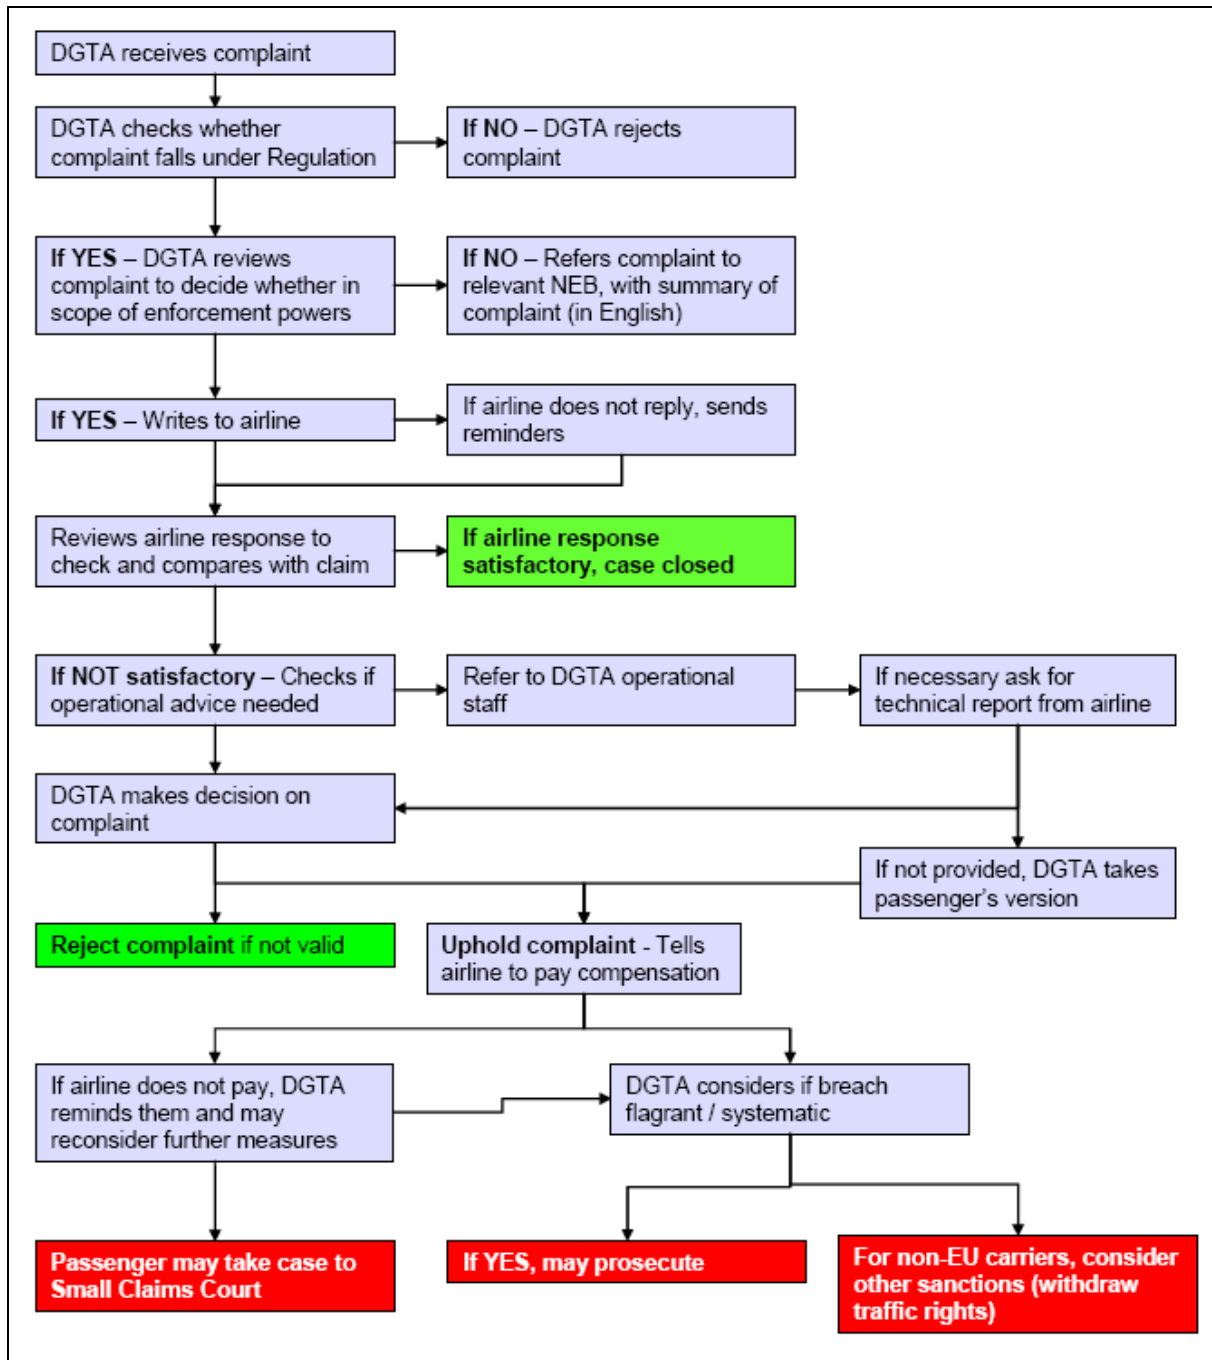 DGTA receives complaint
DGTA checks whether
complaint falls under Regulation
If NO – DGTA rejects
complaint
If YES – DGTA reviews
complaint to decide whether in
scope of enforcement powers
If NO – Refers complaint to
relevant NEB, with summary of
complaint (in English)
If YES – Writes to airline
If airline does not reply, sends
reminders
Reviews airline response to
check and compares with claim
If airline response
satisfactory, case closed
If NOT satisfactory – Checks if
operational advice needed
Refer to DGTA operational
staff
If necessary ask for
technical report from airline
DGTA makes decision on
complaint
If not provided, DGTA takes
passenger's version
Reject complaint if not valid
Uphold complaint - Tells
airline to pay compensation
If airline does not pay, DGTA
reminds them and may
reconsider further measures
DGTA considers if breach
flagrant / systematic
Passenger may take case to
Small Claims Court
If YES, may prosecute
For non-EU carriers, consider
other sanctions (withdraw
traffic rights)